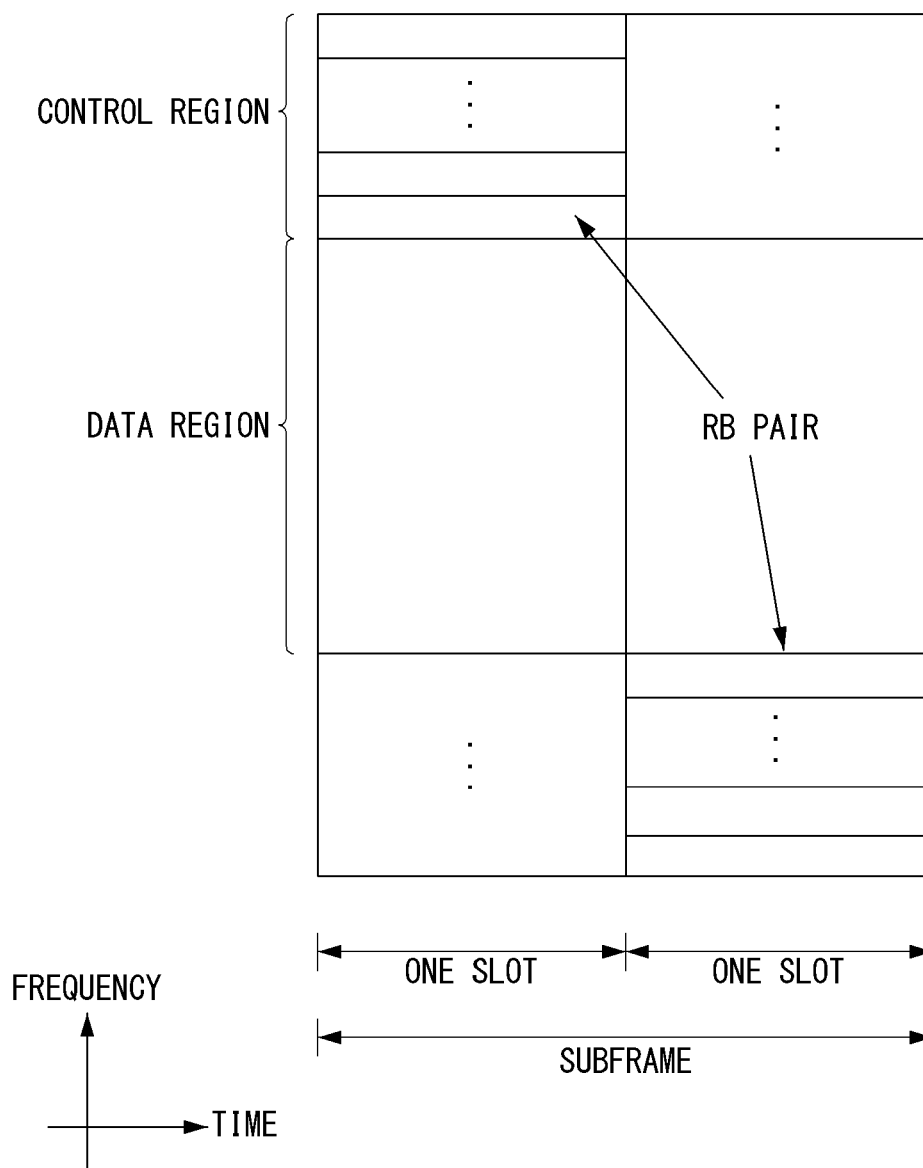 CONTROL REGION
DATA REGION
RB PAIR
ONE SLOT
ONE SLOT
SUBFRAME
FREQUENCY
TIME